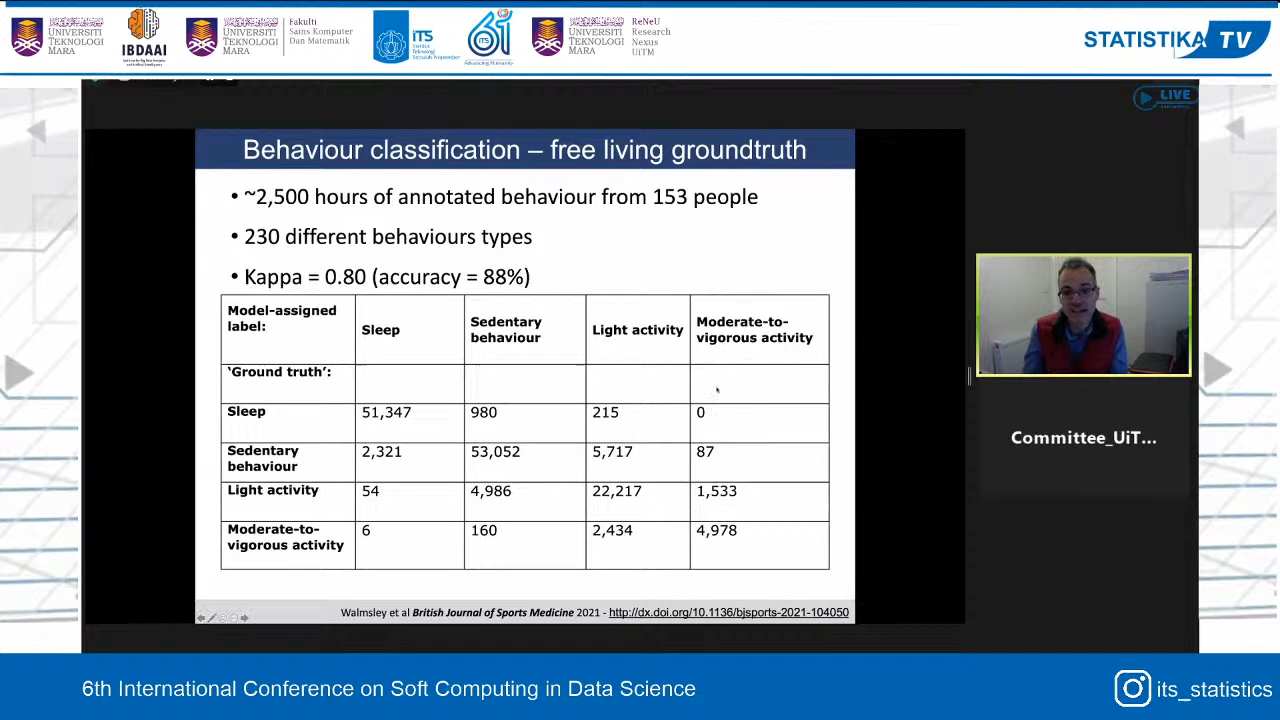 UNIVERSITI
TEKNOLOGI
MARA
IBDAAI
UNIVERSITI
TEKNOLOGI
MARA
Fakulti
Sains Komputer
Dan Matematik
ITS
Institut
Teknologi
Sepuluh Nopember
61
ITS
Advancing Humanity
UNIVERSITI
TEKNOLOGI
MARA
ReNeU
Research
Nexus
UiTM
STATISTIKA TV
LIVE
Behaviour classification – free living groundtruth
• ~2,500 hours of annotated behaviour from 153 people
• 230 different behaviours types
• Kappa = 0.80 (accuracy = 88%)
Model-assigned label: Sleep Sedentary behaviour Light activity Moderate-to-vigorous activity
‘Ground truth’:
Sleep 51,347 980 215 0
Sedentary behaviour 2,321 53,052 5,717 87
Light activity 54 4,986 22,217 1,533
Moderate-to-vigorous activity 6 160 2,434 4,978
Walmsley et al British Journal of Sports Medicine 2021 - http://dx.doi.org/10.1136/bjsports-2021-104050
Committee_UiT...
6th International Conference on Soft Computing in Data Science
its_statistics